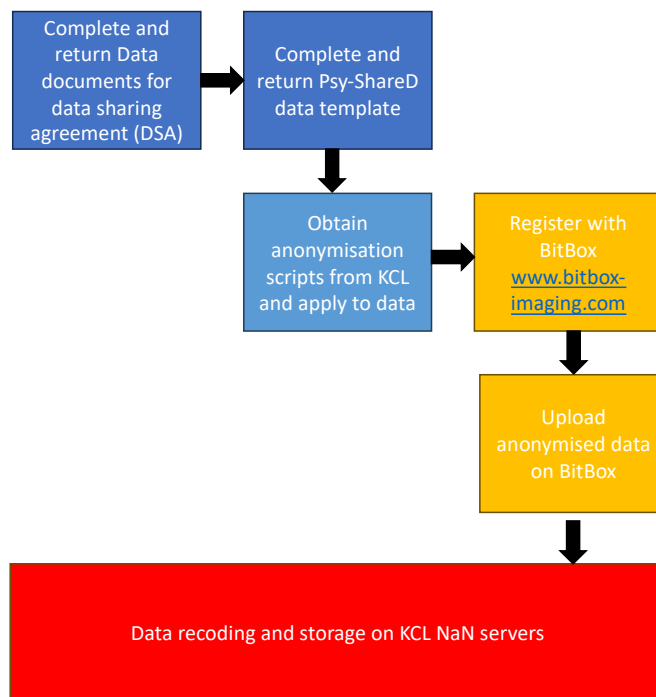 Complete and
return Data
documents for
data sharing
agreement (DSA)
Complete and
return Psy-ShareD
data template
Obtain
anonymisation
scripts from KCL
and apply to data
Register with
BitBox
www.bitbox-
imaging.com
Upload
anonymised data
on BitBox
Data recoding and storage on KCL NaN servers